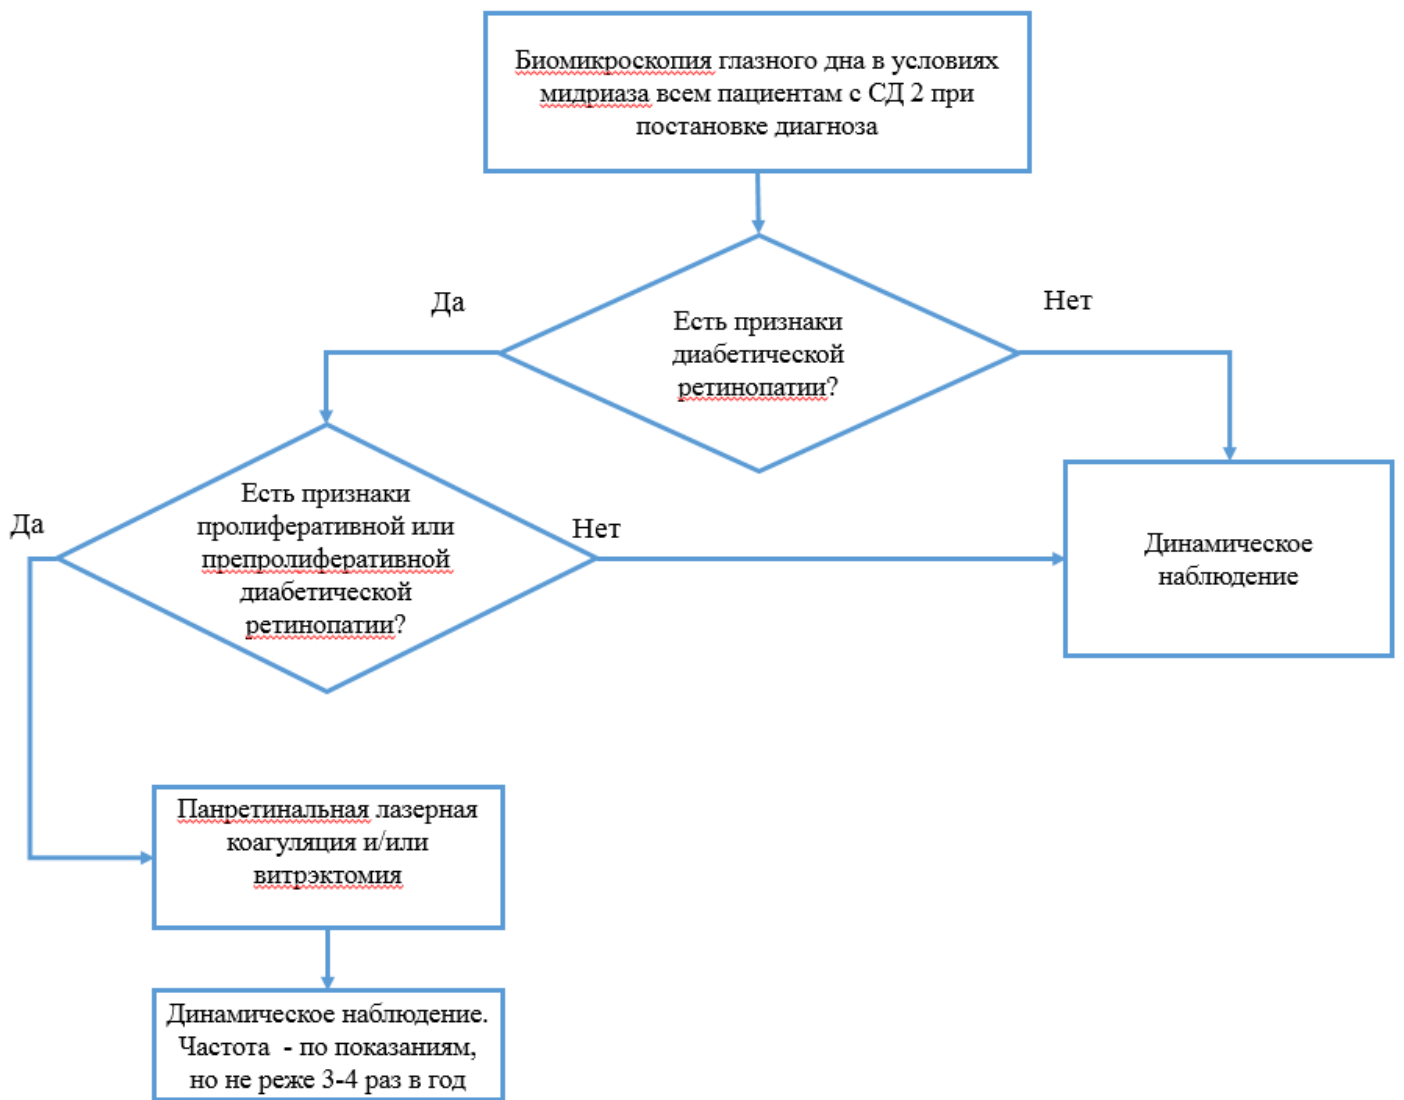 Биомикроскопия глазного дна в условиях
мидриаза всем пациентам с СД 2 при
постановке диагноза
Да
Нет
Есть признаки
диабетической
ретинопатии?
Да
Есть признаки
пролиферативной или
препролиферативной
диабетической
ретинопатии?
Нет
Динамическое
наблюдение
Панретинальная лазерная
коагуляция и/или
витрэктомия
Динамическое наблюдение.
Частота - по показаниям,
но не реже 3-4 раз в год